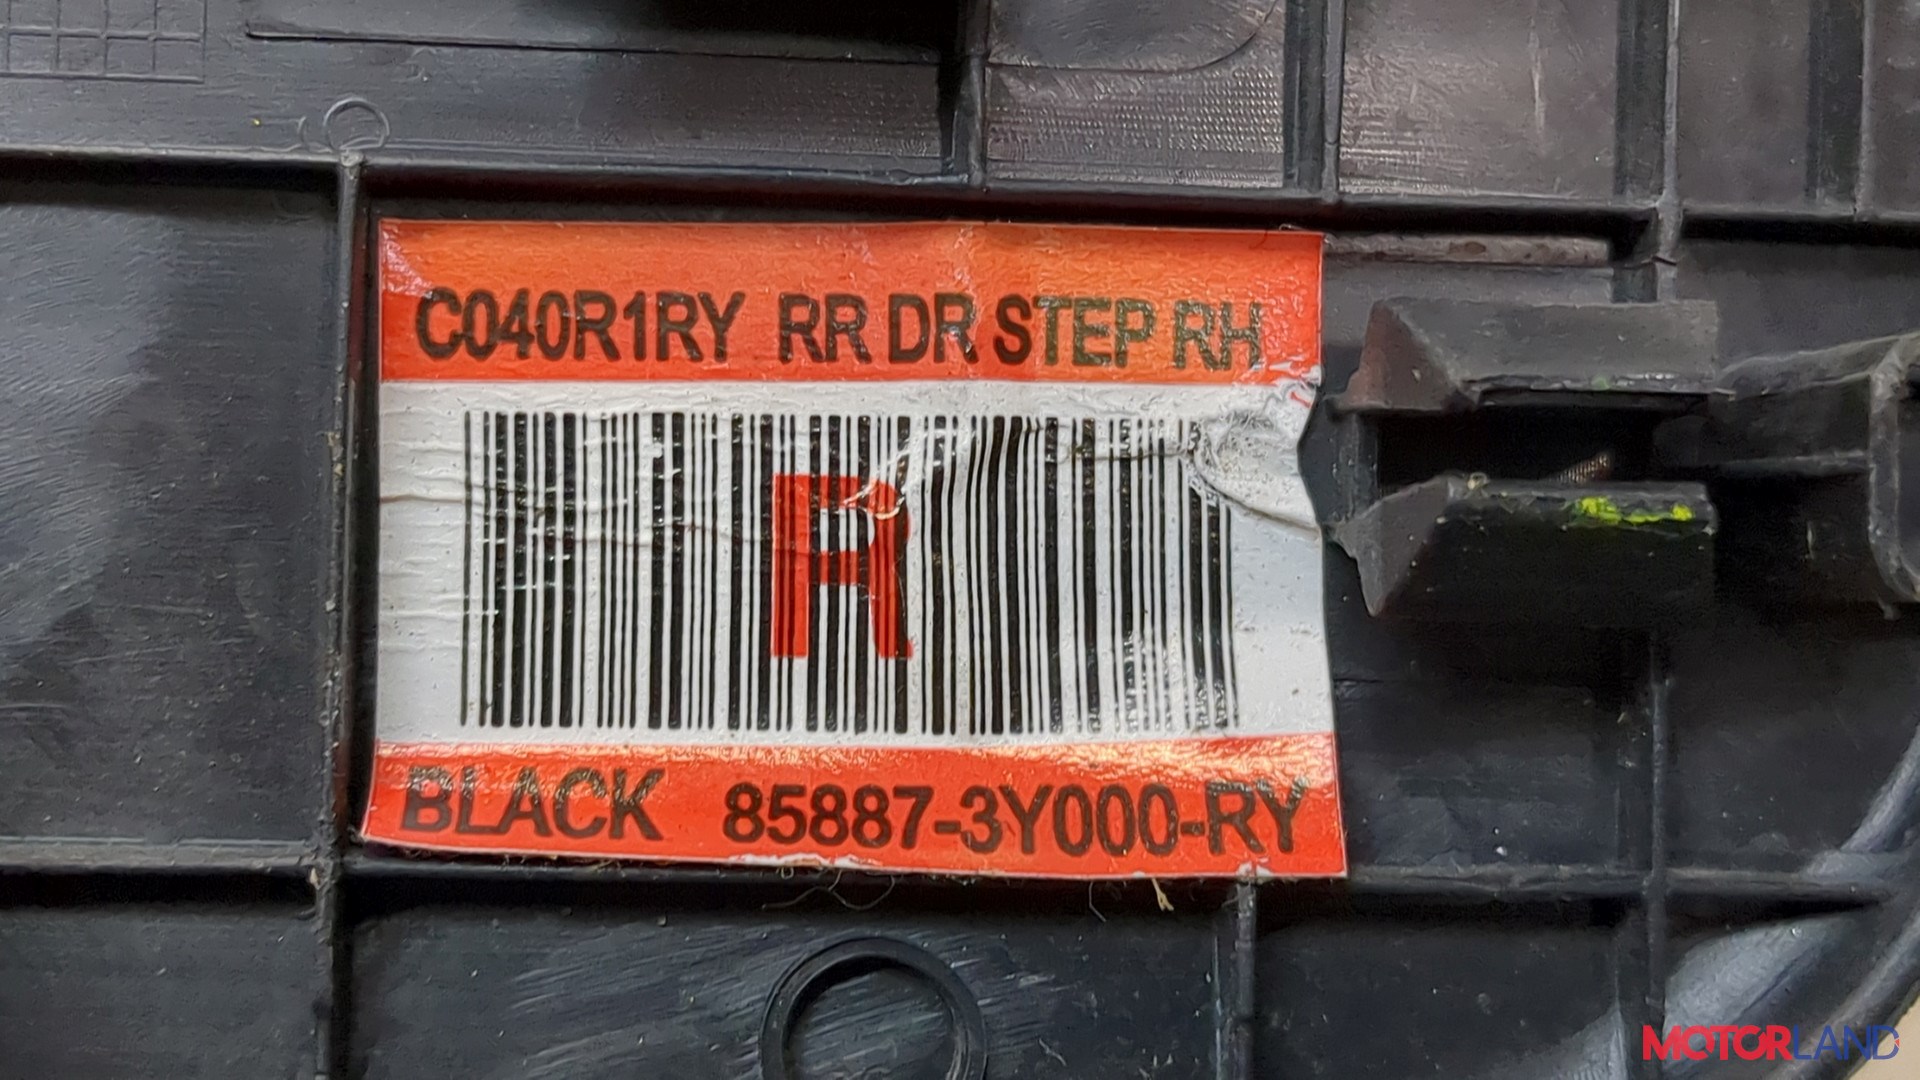 C040R1RY RR DR STEP RH
R
BLACK 85887-3Y000-RY
MOTORLAND